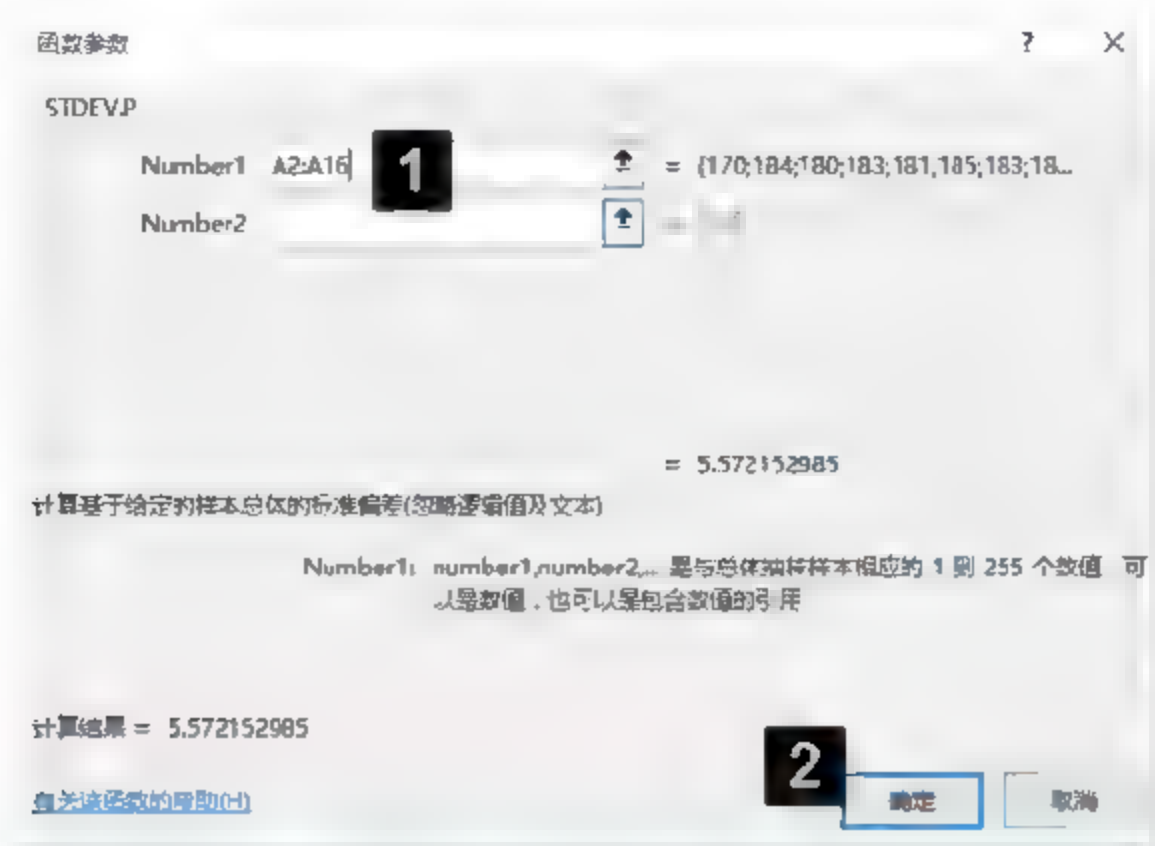 函数参数 ? ×
STDEV.P
Number1 A2:A16 1 = {170;184;180;183;181;185;183;18...
Number2 =
= 5.572152985
计算基于给定的样本总体的标准偏差(忽略逻辑值及文本)
Number1: number1,number2,... 是与总体抽样样本相应的 1 到 255 个数值 可
以是数值,也可以是包含数值的引用
计算结果 = 5.572152985
2
有关该函数的帮助(H) 确定 取消